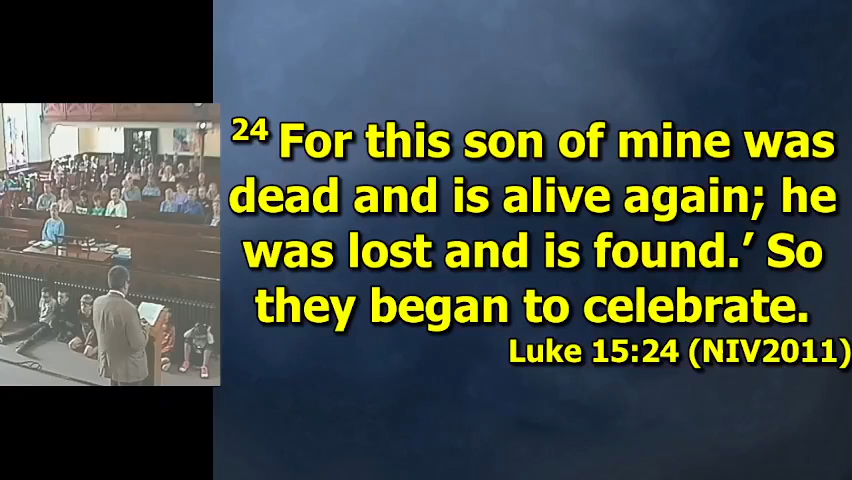 24 For this son of mine was
dead and is alive again; he
was lost and is found.’ So
they began to celebrate.
Luke 15:24 (NIV2011)